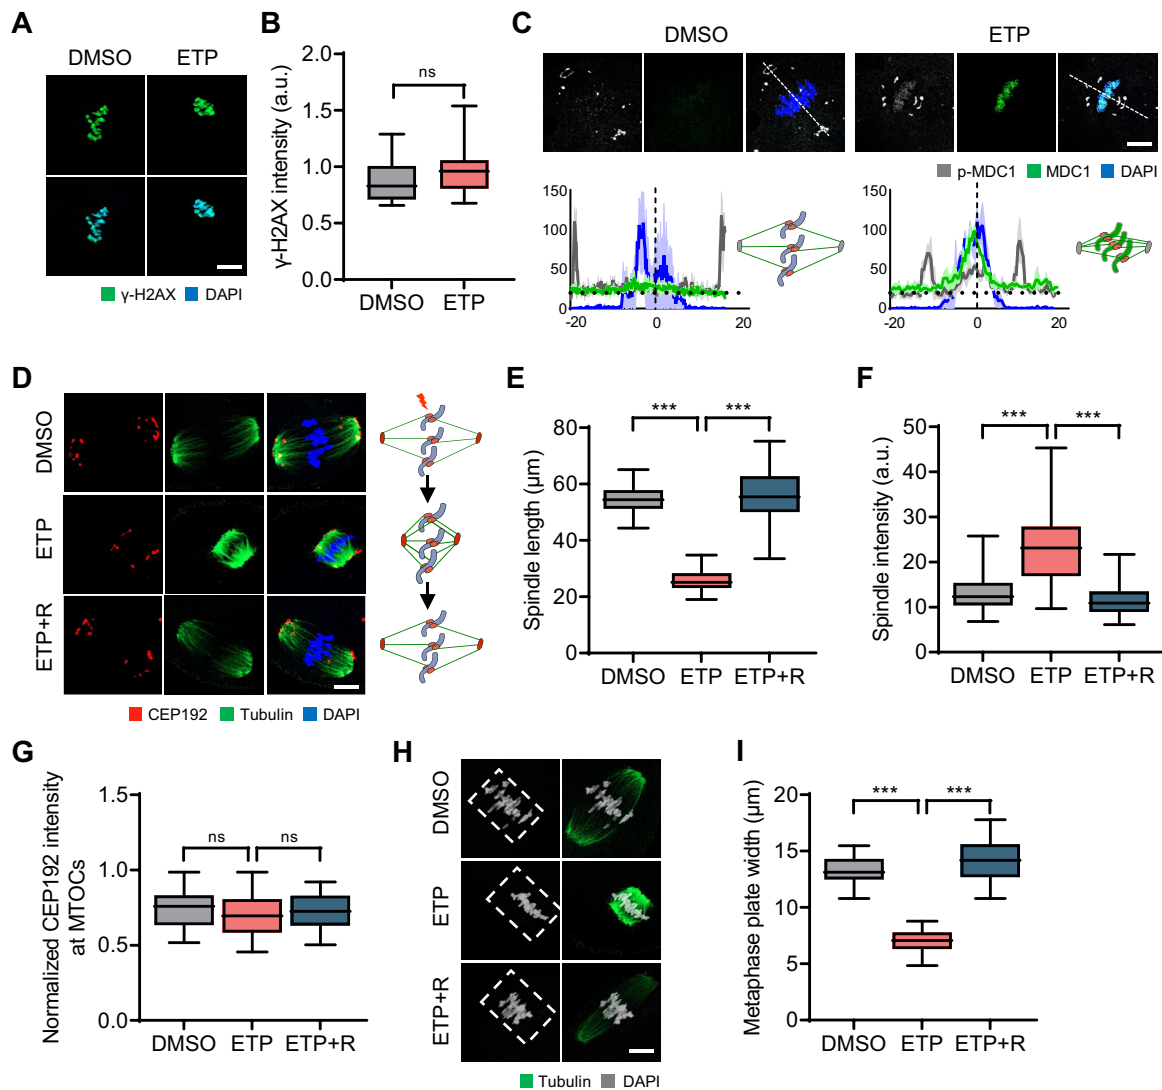 A
DMSO
ETP
γ-H2AX
DAPI
B
γ-H2AX intensity (a.u.)
2.0
1.5
1.0
0.5
0.0
ns
DMSO
ETP
C
DMSO
ETP
p-MDC1
MDC1
DAPI
150
100
50
0
-20
0
20
150
100
50
0
-20
0
20
D
DMSO
ETP
ETP+R
CEP192
Tubulin
DAPI
E
Spindle length (μm)
80
60
40
20
0
***
***
DMSO
ETP
ETP+R
F
Spindle intensity (a.u.)
50
40
30
20
10
0
***
***
DMSO
ETP
ETP+R
G
Normalized CEP192 intensity
at MTOCs
1.5
1.0
0.5
0.0
ns
ns
DMSO
ETP
ETP+R
H
DMSO
ETP
ETP+R
Tubulin
DAPI
I
Metaphase plate width (μm)
20
15
10
5
0
***
***
DMSO
ETP
ETP+R